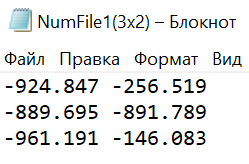 NumFile1(3x2) – Блокнот
Файл Правка Формат Вид
-924.847 -256.519
-889.695 -891.789
-961.191 -146.083